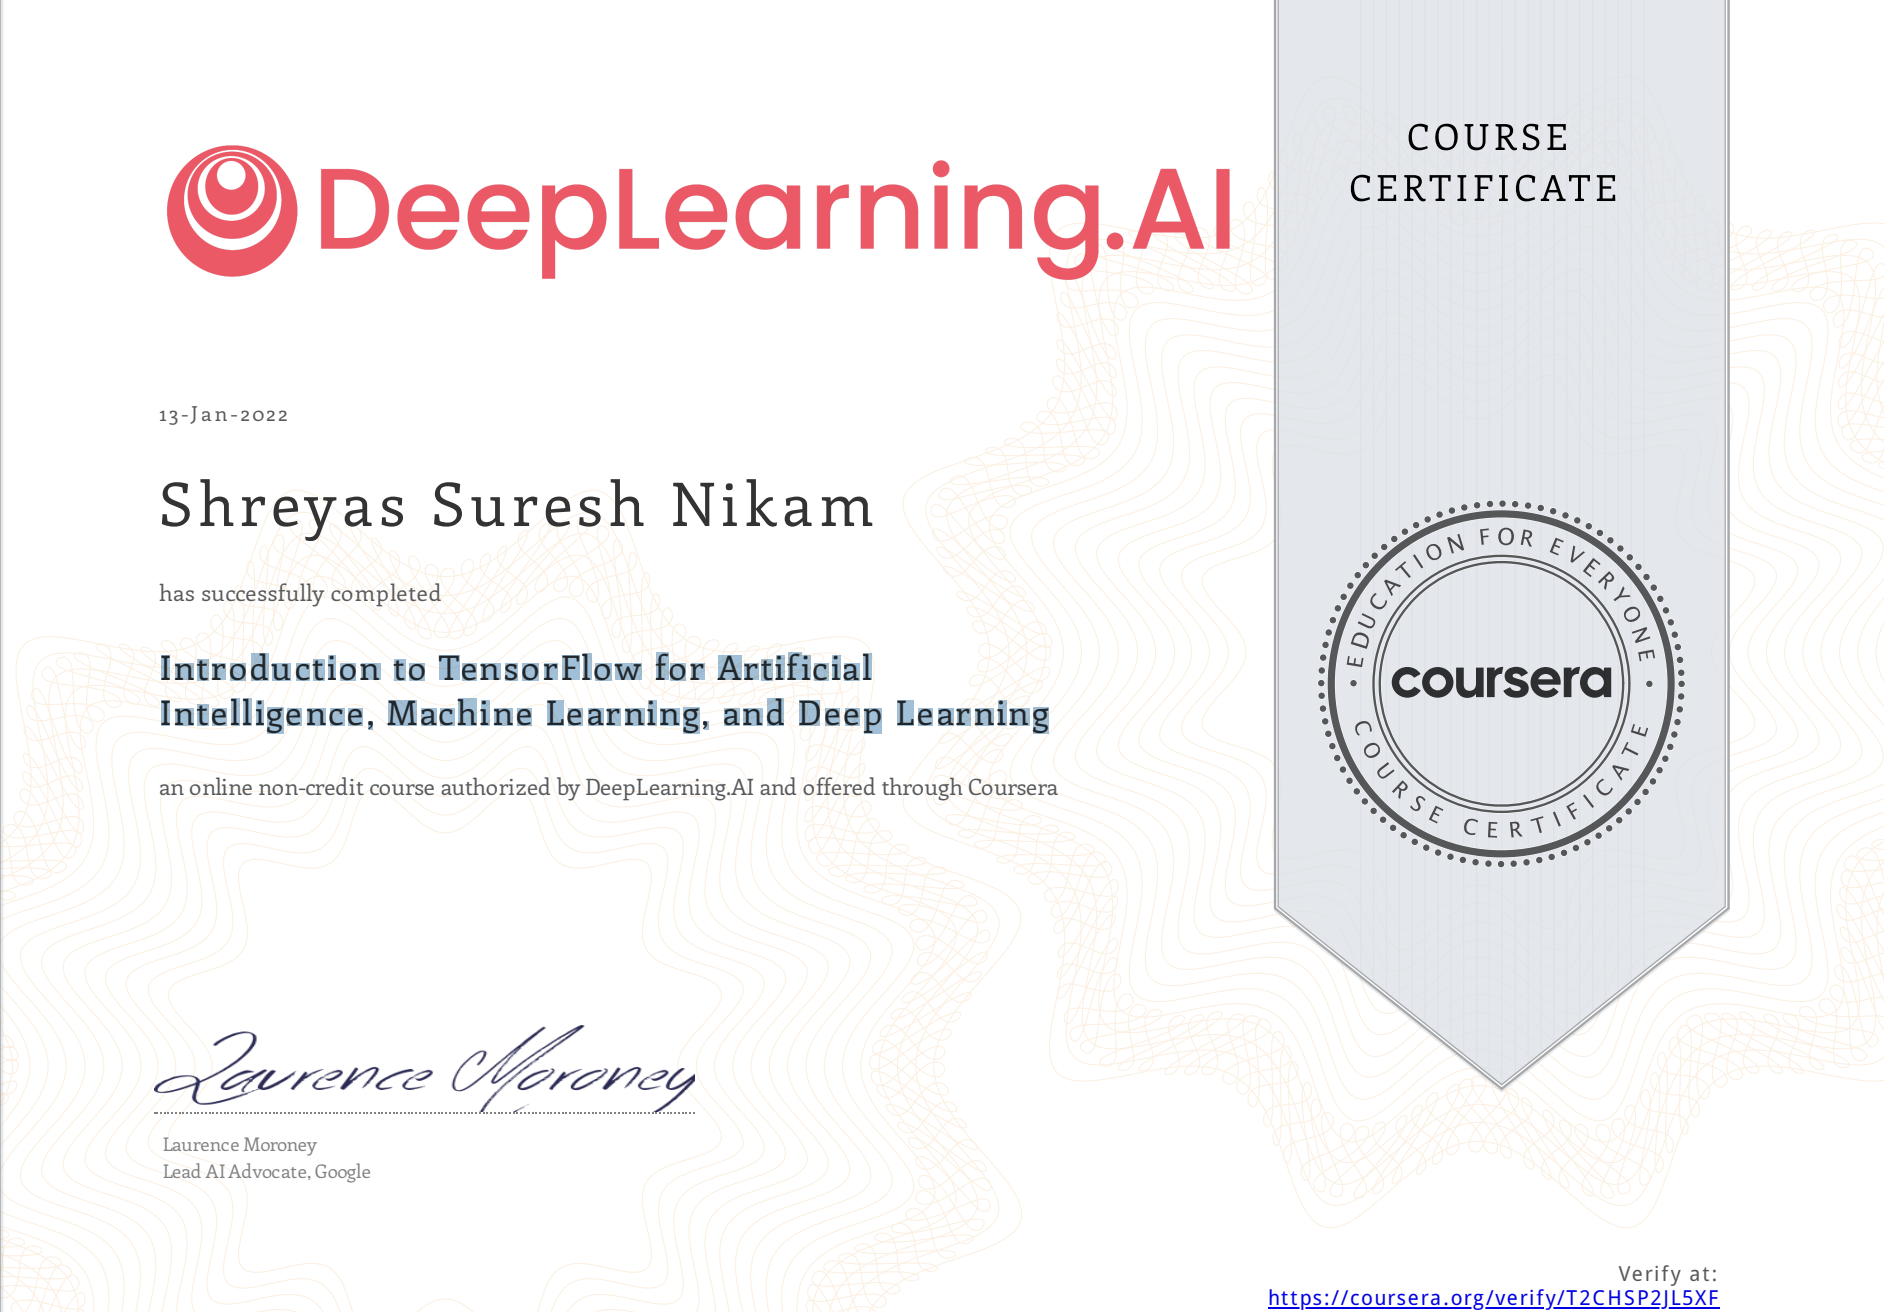 DeepLearning.AI
COURSE
CERTIFICATE
13-Jan-2022
Shreyas Suresh Nikam
has successfully completed
Introduction to TensorFlow for Artificial
Intelligence, Machine Learning, and Deep Learning
an online non-credit course authorized by DeepLearning.AI and offered through Coursera
EDUCATION FOR EVERYONE
coursera
COURSE CERTIFICATE
Laurence Moroney
Laurence Moroney
Lead AI Advocate, Google
Verify at:
https://coursera.org/verify/T2CHSP2JL5XF